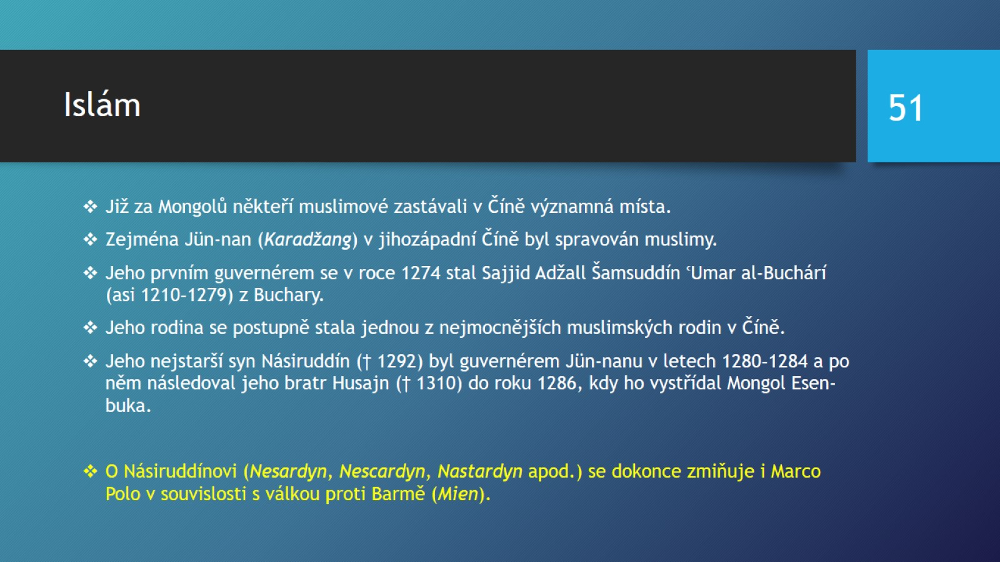 Islám
51
❖ Již za Mongolů někteří muslimové zastávali v Číně významná místa.
❖ Zejména Jün-nan (Karadžang) v jihozápadní Číně byl spravován muslimy.
❖ Jeho prvním guvernérem se v roce 1274 stal Sajjid Adžall Šamsuddín ʿUmar al-Buchárí
(asi 1210–1279) z Buchary.
❖ Jeho rodina se postupně stala jednou z nejmocnějších muslimských rodin v Číně.
❖ Jeho nejstarší syn Násiruddín († 1292) byl guvernérem Jün-nanu v letech 1280–1284 a po
něm následoval jeho bratr Husajn († 1310) do roku 1286, kdy ho vystřídal Mongol Esen-
buka.
❖ O Násiruddínovi (Nesardyn, Nescardyn, Nastardyn apod.) se dokonce zmiňuje i Marco
Polo v souvislosti s válkou proti Barmě (Mien).